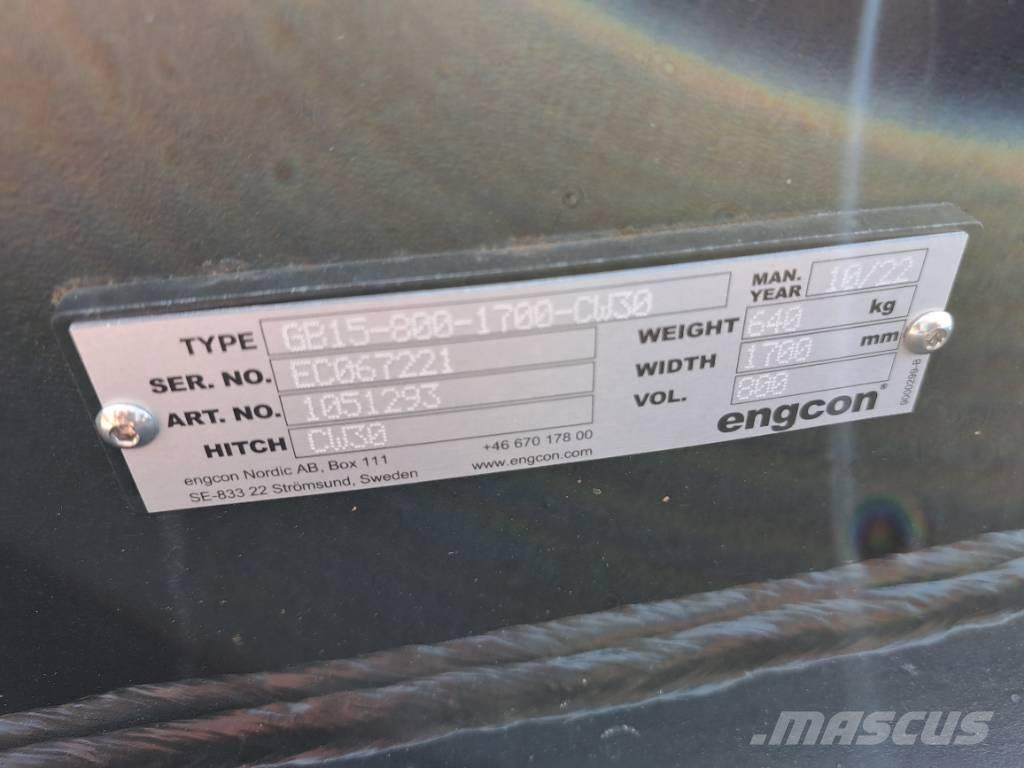 TYPE GB15-800-1700-CW30
SER. NO. EC067221
ART. NO. 1051293
HITCH CW30
MAN. YEAR 10/22
WEIGHT 640 kg
WIDTH 1700 mm
VOL. 800
engcon®
engcon Nordic AB, Box 111
SE-833 22 Strömsund, Sweden
+46 670 178 00
www.engcon.com
9000299-B
MASCUS